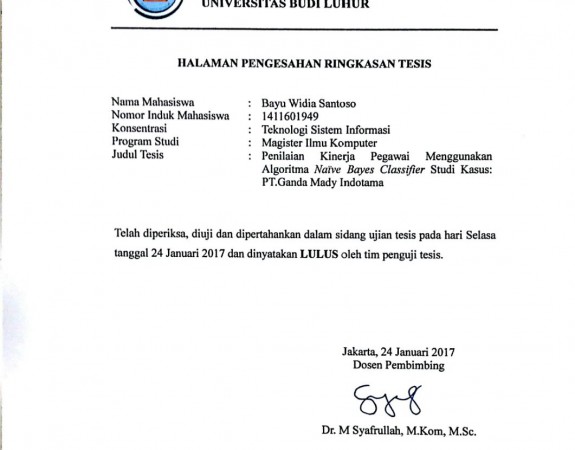 UNIVERSITAS BUDI LUHUR
HALAMAN PENGESAHAN RINGKASAN TESIS
Nama Mahasiswa : Bayu Widia Santoso
Nomor Induk Mahasiswa : 1411601949
Konsentrasi : Teknologi Sistem Informasi
Program Studi : Magister Ilmu Komputer
Judul Tesis : Penilaian Kinerja Pegawai Menggunakan
Algoritma Naïve Bayes Classifier Studi Kasus:
PT.Ganda Mady Indotama
Telah diperiksa, diuji dan dipertahankan dalam sidang ujian tesis pada hari Selasa
tanggal 24 Januari 2017 dan dinyatakan LULUS oleh tim penguji tesis.
Jakarta, 24 Januari 2017
Dosen Pembimbing
Dr. M Syafrullah, M.Kom, M.Sc.